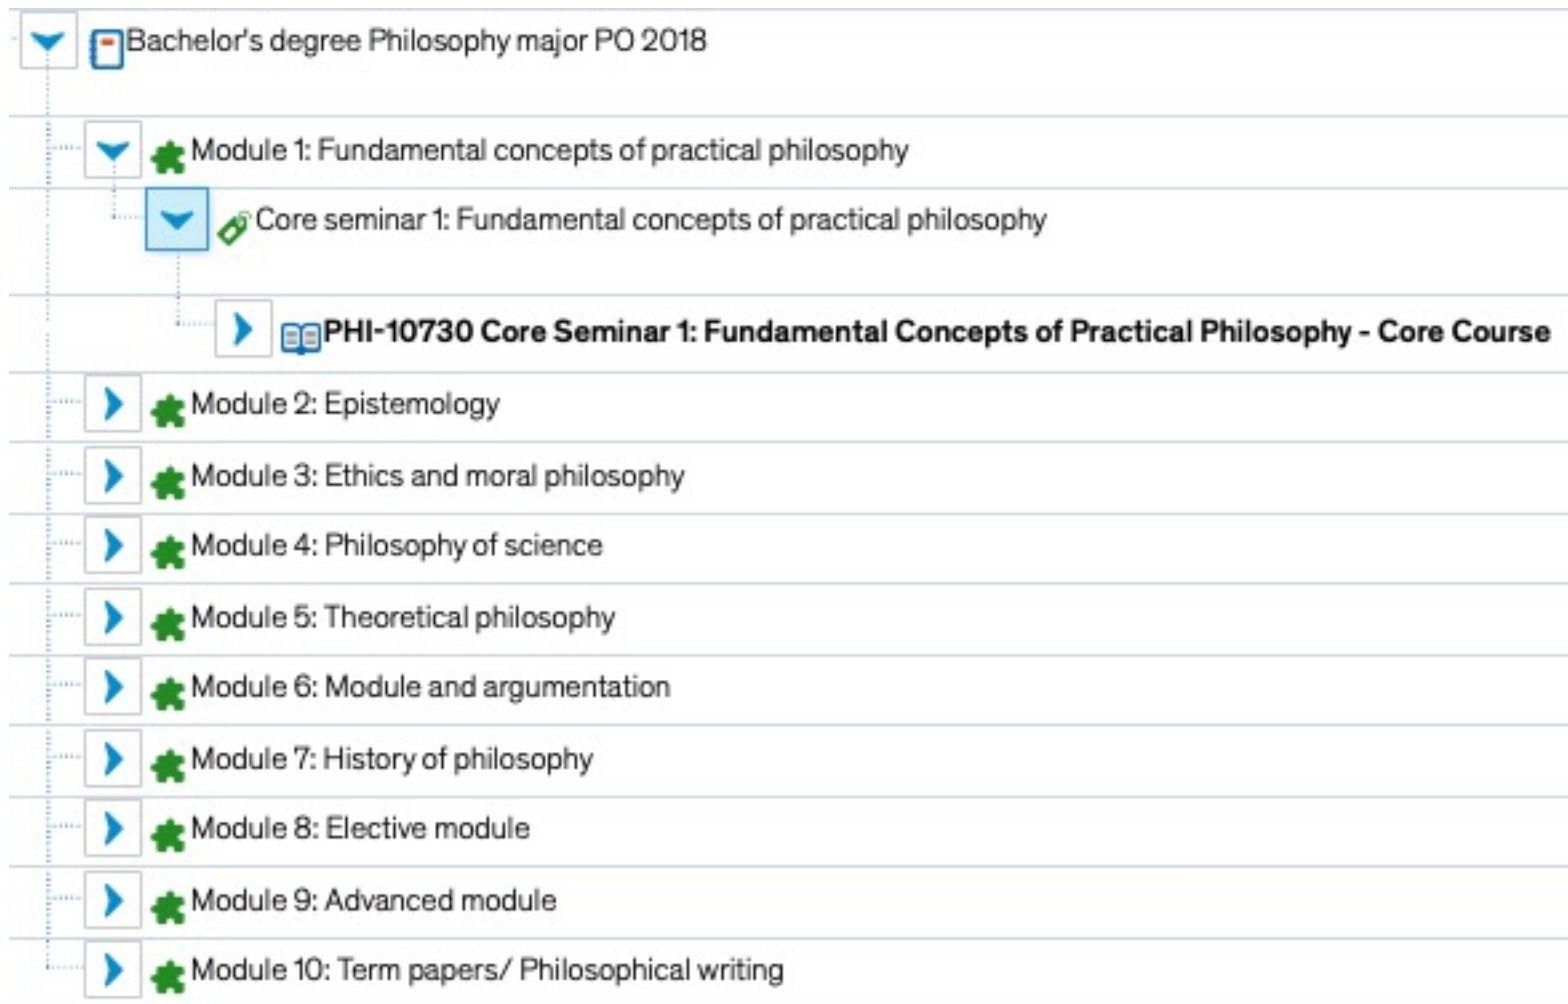 Bachelor's degree Philosophy major PO 2018
Module 1: Fundamental concepts of practical philosophy
Core seminar 1: Fundamental concepts of practical philosophy
PHI-10730 Core Seminar 1: Fundamental Concepts of Practical Philosophy - Core Course
Module 2: Epistemology
Module 3: Ethics and moral philosophy
Module 4: Philosophy of science
Module 5: Theoretical philosophy
Module 6: Module and argumentation
Module 7: History of philosophy
Module 8: Elective module
Module 9: Advanced module
Module 10: Term papers/ Philosophical writing